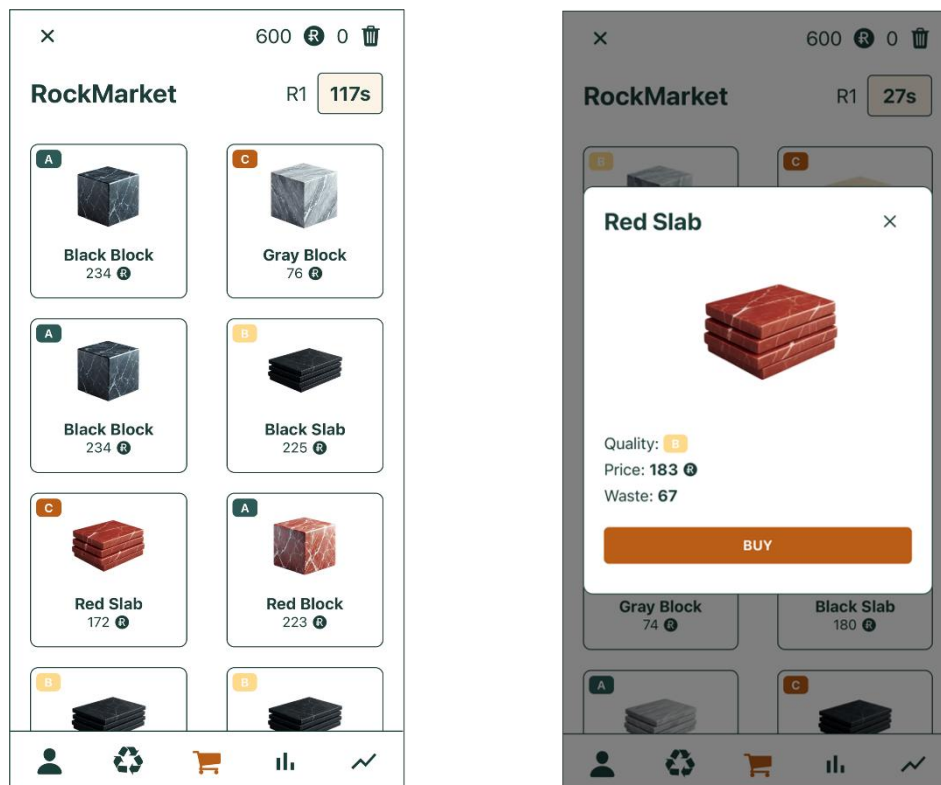 600 R 0
RockMarket R1 117s
A
Black Block
234 R
C
Gray Block
76 R
A
Black Block
234 R
B
Black Slab
225 R
C
Red Slab
172 R
A
Red Block
223 R
B
B
600 R 0
RockMarket R1 27s
B
C
Red Slab
Quality: B
Price: 183 R
Waste: 67
BUY
Gray Block
74 R
Black Slab
180 R
A
C